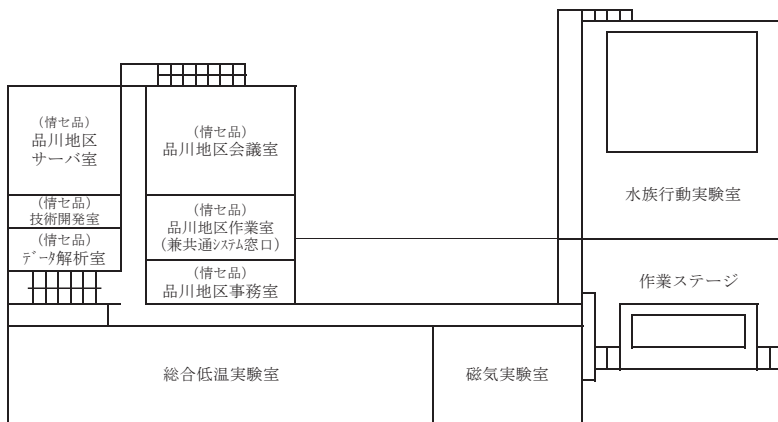 (情セ品)
品川地区
サーバ室
(情セ品)
技術開発室
(情セ品)
データ解析室
(情セ品)
品川地区会議室
(情セ品)
品川地区作業室
(兼共通システム窓口)
(情セ品)
品川地区事務室
水族行動実験室
作業ステージ
総合低温実験室
磁気実験室